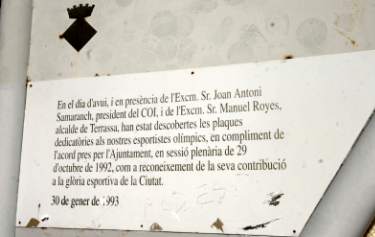 En el dia d'avui, i en presència de l'Excm. Sr. Joan Antoni
Samaranch, president del COI, i de l'Excm. Sr. Manuel Royes,
alcalde de Terrassa, han estat descobertes les plaques
dedicatòries als nostres esportistes olímpics, en compliment de
l'acord pres per l'Ajuntament, en sessió plenària de 29
d'octubre de 1992, com a reconeixement de la seva contribució
a la glòria esportiva de la Ciutat.
30 de gener de 1993